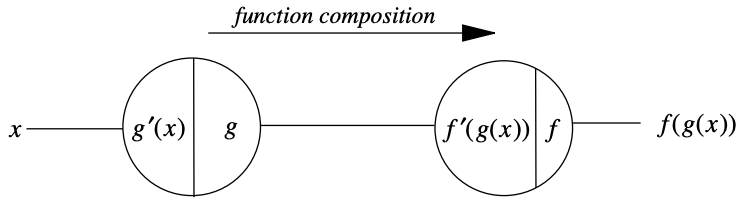 function composition
x g′(x) g f′(g(x)) f f(g(x))